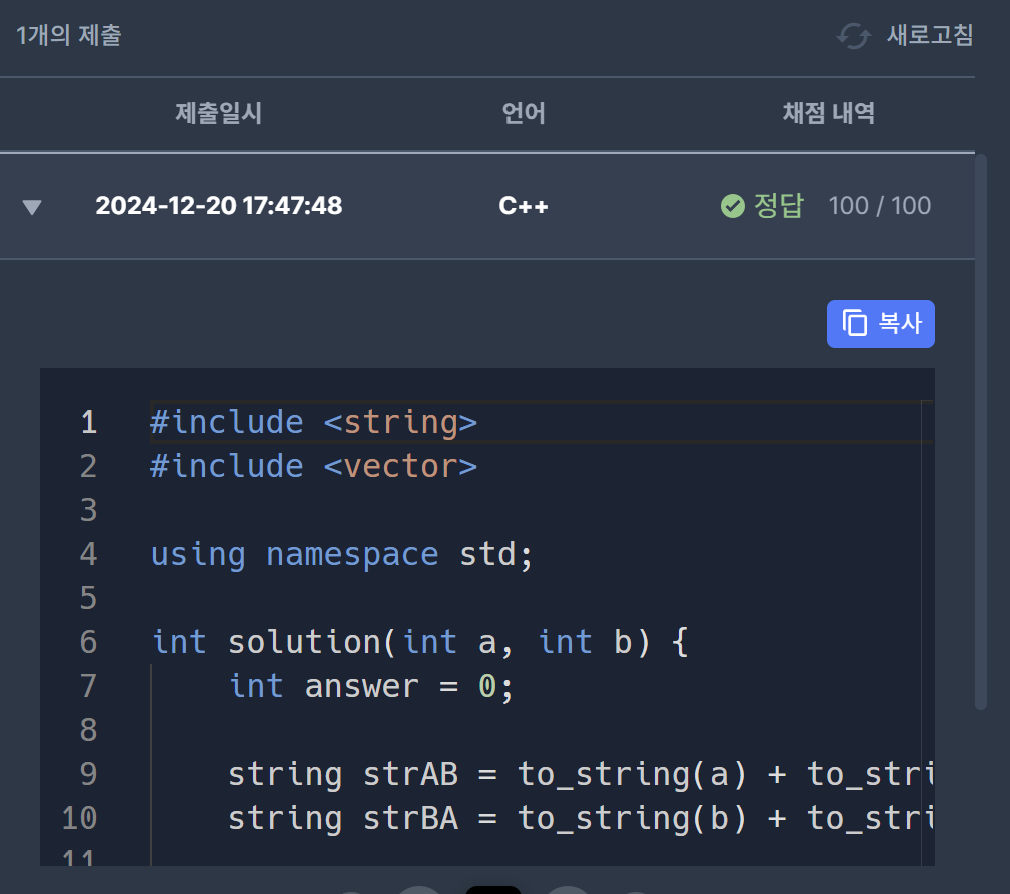 1개의 제출
새로고침
제출일시 언어 채점 내역
2024-12-20 17:47:48 C++ 정답 100 / 100
복사
1 #include <string>
2 #include <vector>
3
4 using namespace std;
5
6 int solution(int a, int b) {
7 int answer = 0;
8
9 string strAB = to_string(a) + to_stri
10 string strBA = to_string(b) + to_stri
11